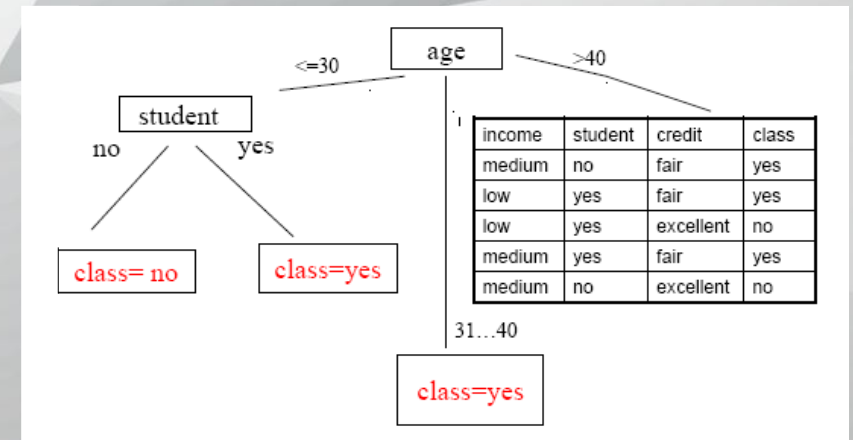 age
<=30
>40
student
no
yes
income student credit class
medium no fair yes
low yes fair yes
low yes excellent no
medium yes fair yes
medium no excellent no
class= no
class=yes
31...40
class=yes